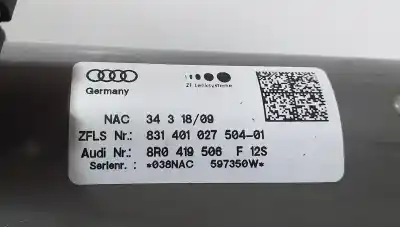 Germany
ZF Lenksysteme
NAC 34 3 18/09
ZFLS Nr.: 831 401 027 504-01
Audi Nr.: 8R0 419 506 F 12S
Serienr.: *038NAC 597350W*